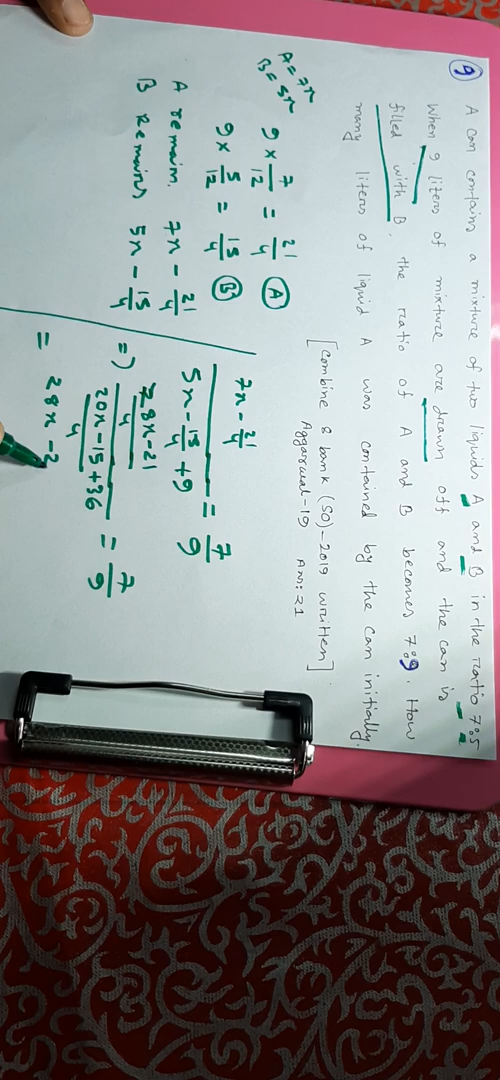 9 A can contains a mixture of two liquids A and B in the ratio 7:5
When 9 liters of mixture are drawn off and the can is
filled with B, the ratio of A and B becomes 7:9. How
many liters of liquid A was contained by the can initially.
[combine 8 bank (SO)-2019 written]
Aggarwal-19 Ans: 21
A = 7x
B = 5x
9 × 7/12 = 21/4 A
9 × 5/12 = 15/4 B
A remain. 7x - 21/4
B remains 5x - 15/4
7x - 21/4 / 5x - 15/4 + 9 = 7/9
=> 28x - 21/4 / 20x - 15 + 36/4 = 7/9
= 28x - 2